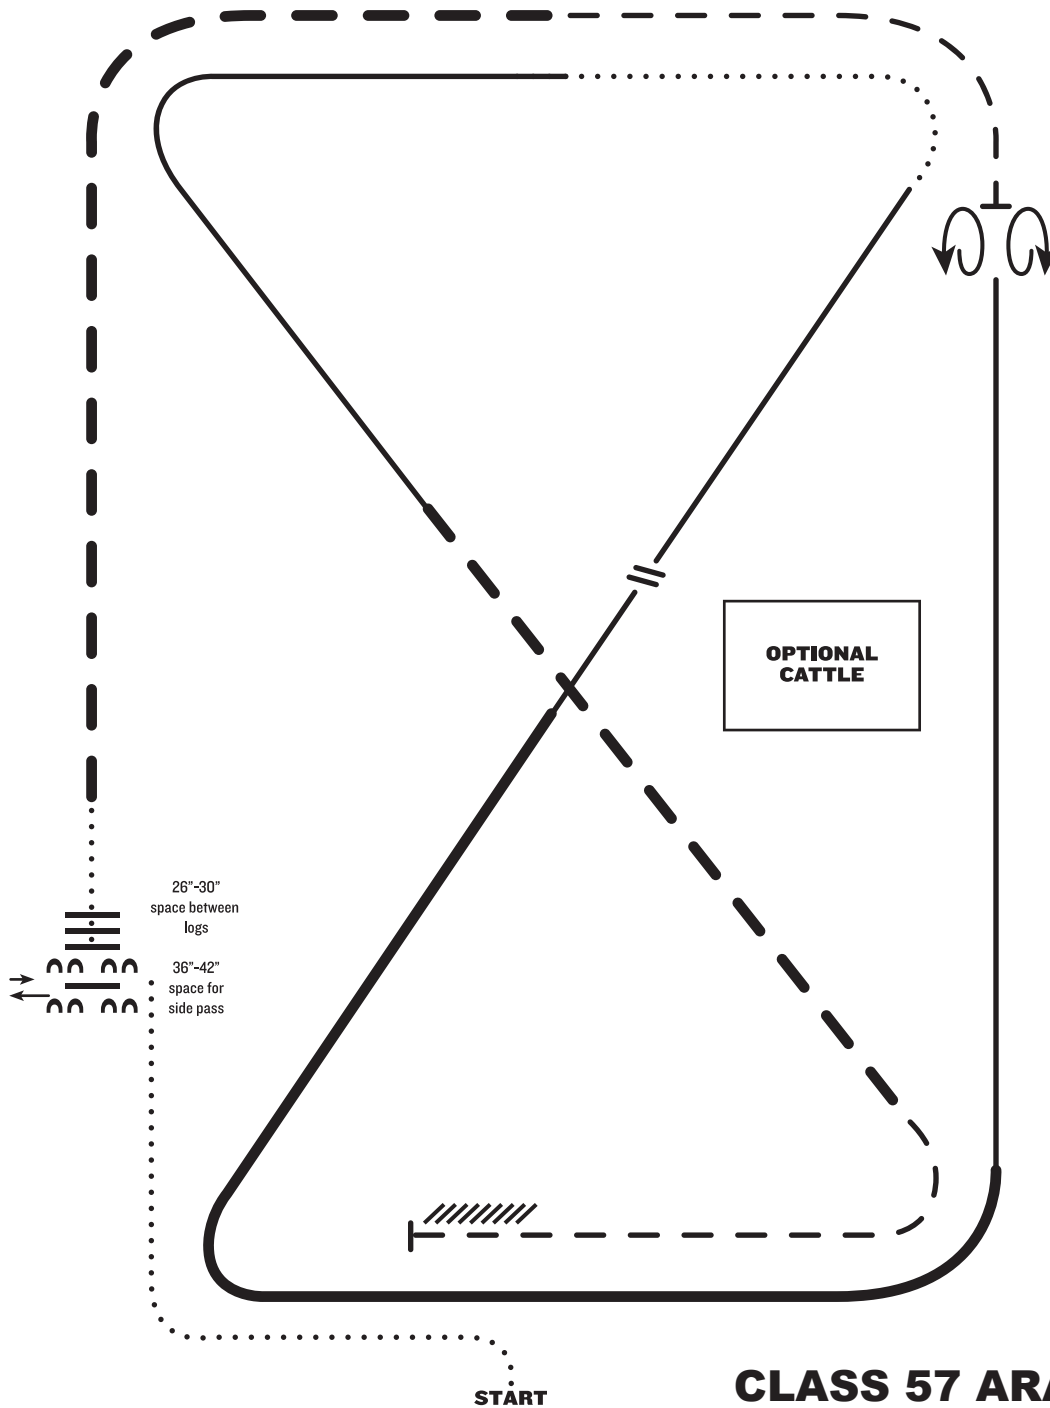 OPTIONAL
CATTLE
26”-30”
space between
logs
36”-42”
space for
side pass
START
CLASS 57